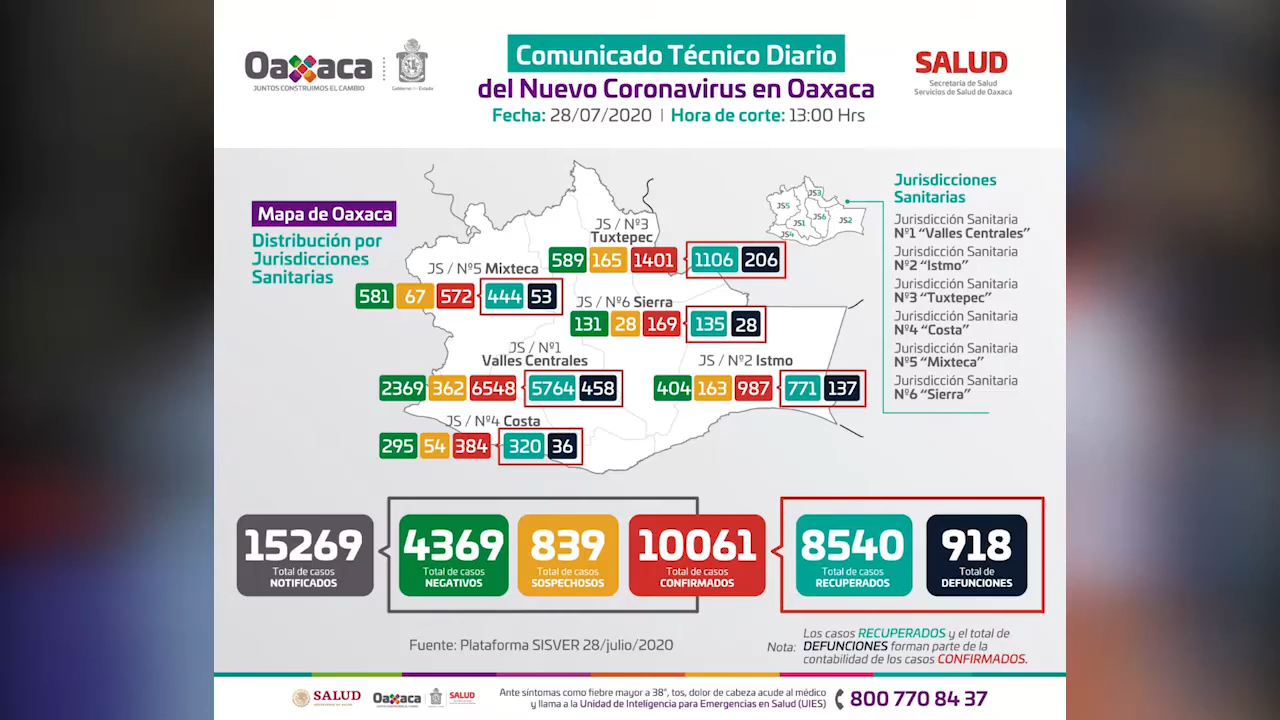 Oaxaca
JUNTOS CONSTRUIMOS EL CAMBIO
Gobierno del Estado
Comunicado Técnico Diario
del Nuevo Coronavirus en Oaxaca
Fecha: 28/07/2020 | Hora de corte: 13:00 Hrs
SALUD
Secretaría de Salud
Servicios de Salud de Oaxaca
Mapa de Oaxaca
Distribución por
Jurisdicciones
Sanitarias
JS / Nº3
Tuxtepec
589 165 1401 1106 206
JS / Nº5 Mixteca
581 67 572 444 53
JS / Nº6 Sierra
131 28 169 135 28
JS / Nº1
Valles Centrales
2369 362 6548 5764 458
JS / Nº2 Istmo
404 163 987 771 137
JS / Nº4 Costa
295 54 384 320 36
JS3
JS5
JS6
JS2
JS1
JS4
Jurisdicciones
Sanitarias
Jurisdicción Sanitaria
Nº1 “Valles Centrales”
Jurisdicción Sanitaria
Nº2 “Istmo”
Jurisdicción Sanitaria
Nº3 “Tuxtepec”
Jurisdicción Sanitaria
Nº4 “Costa”
Jurisdicción Sanitaria
Nº5 “Mixteca”
Jurisdicción Sanitaria
Nº6 “Sierra”
15269
Total de casos
NOTIFICADOS
4369
Total de casos
NEGATIVOS
839
Total de casos
SOSPECHOSOS
10061
Total de casos
CONFIRMADOS
8540
Total de casos
RECUPERADOS
918
Total de
DEFUNCIONES
Fuente: Plataforma SISVER 28/julio/2020
Nota: Los casos RECUPERADOS y el total de
DEFUNCIONES forman parte de la
contabilidad de los casos CONFIRMADOS.
SALUD
Oaxaca
SALUD
Ante síntomas como fiebre mayor a 38°, tos, dolor de cabeza acude al médico
y llama a la Unidad de Inteligencia para Emergencias en Salud (UIES)
800 770 84 37